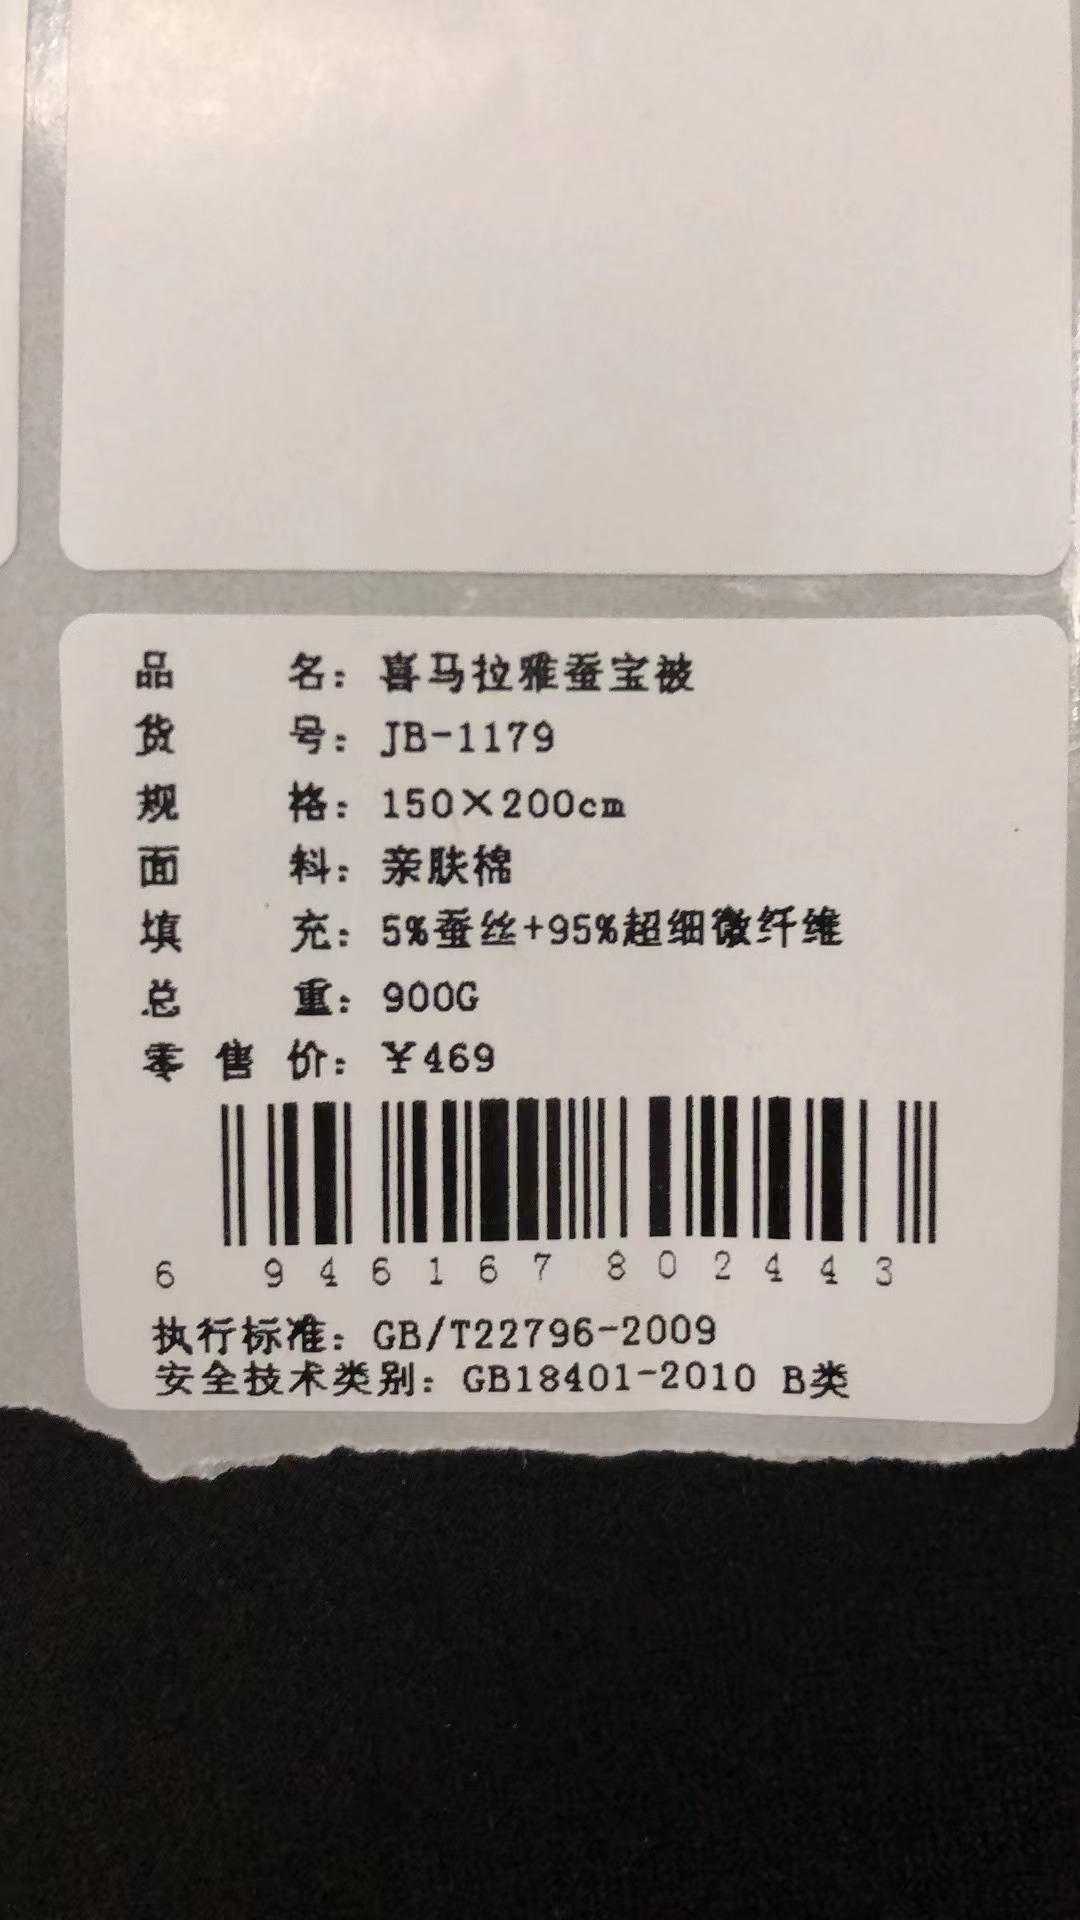 品 名：喜马拉雅蚕宝被
货 号：JB-1179
规 格：150×200cm
面 料：亲肤棉
填 充：5%蚕丝+95%超细微纤维
总 重：900G
零 售 价：¥469
6 946167 802443
执行标准：GB/T22796-2009
安全技术类别：GB18401-2010 B类